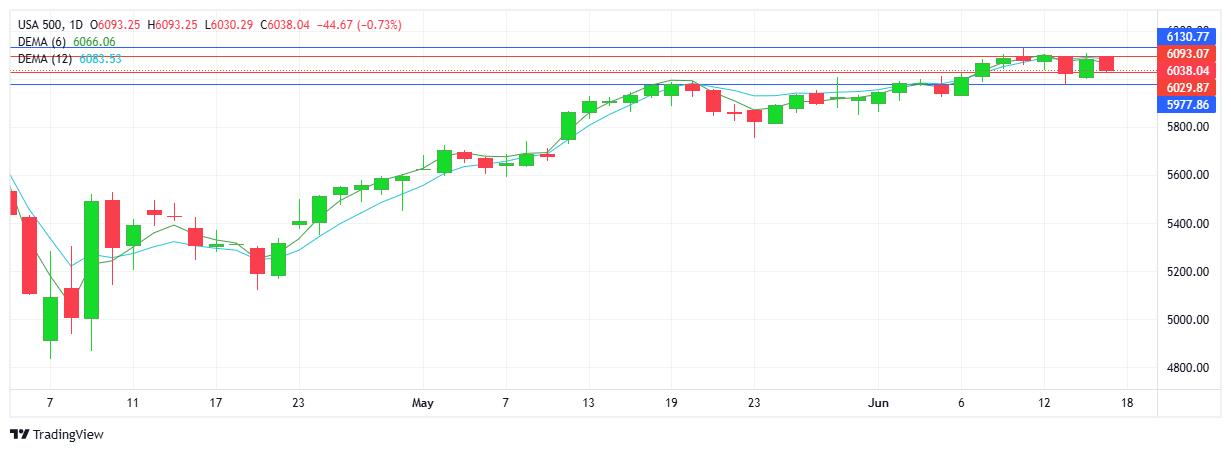 USA 500, 1D O6093.25 H6093.25 L6030.29 C6038.04 −44.67 (−0.73%)
DEMA (6) 6066.06
DEMA (12) 6083.53
6130.77
6093.07
6038.04
6029.87
5977.86
5800.00
5600.00
5400.00
5200.00
5000.00
4800.00
7 11 17 23 May 7 13 19 23 Jun 6 12 18
TradingView